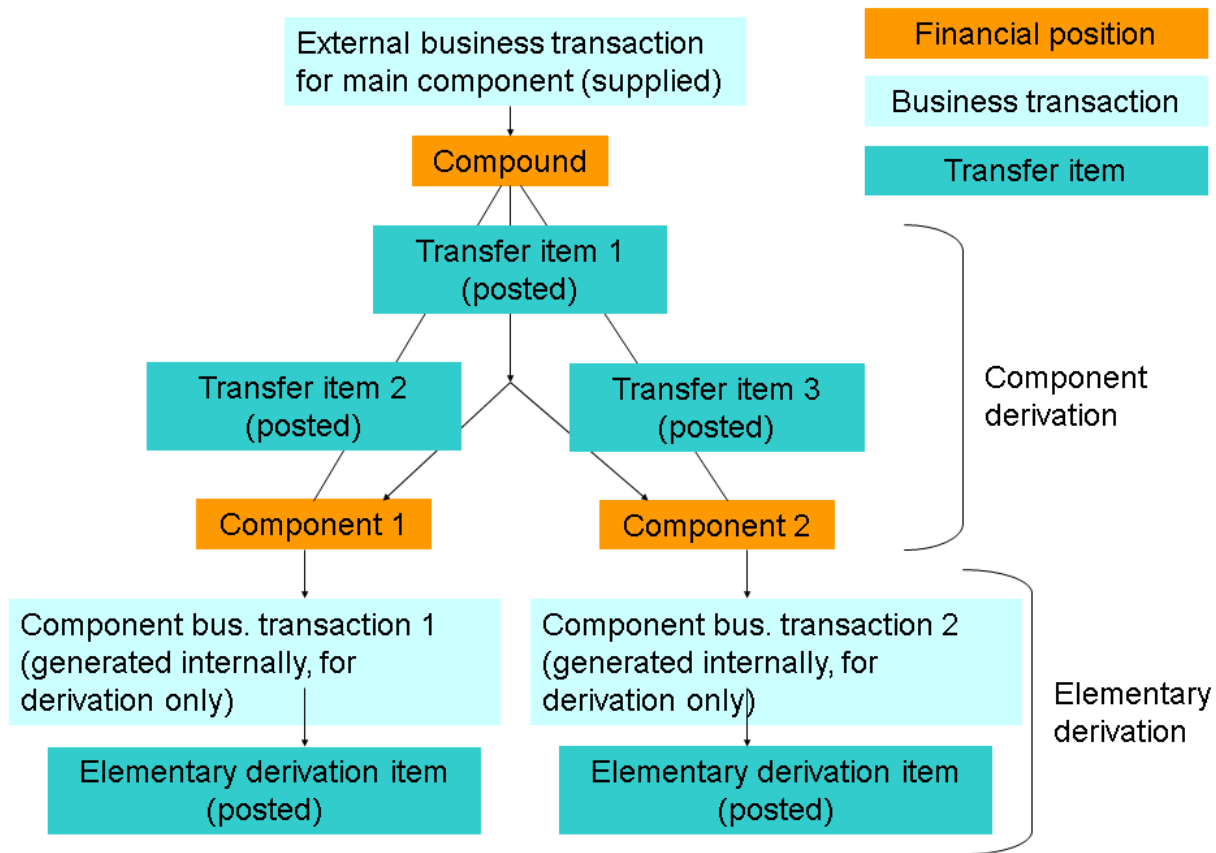 External business transaction
for main component (supplied)
Financial position
Business transaction
Transfer item
Compound
Transfer item 1
(posted)
Transfer item 2
(posted)
Transfer item 3
(posted)
Component
derivation
Component 1
Component 2
Component bus. transaction 1
(generated internally, for
derivation only)
Component bus. transaction 2
(generated internally, for
derivation only)
Elementary
derivation
Elementary derivation item
(posted)
Elementary derivation item
(posted)